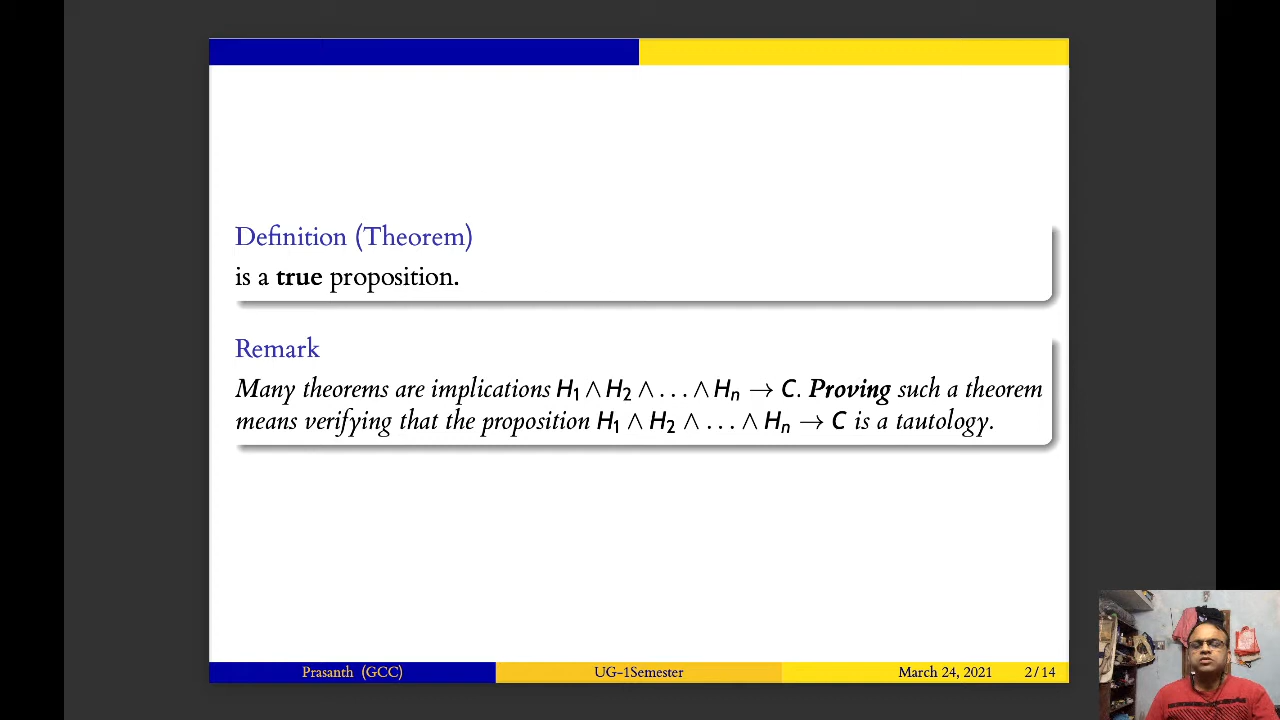 Definition (Theorem)
is a true proposition.
Remark
Many theorems are implications H₁ ∧ H₂ ∧ . . . ∧ Hₙ → C. Proving such a theorem
means verifying that the proposition H₁ ∧ H₂ ∧ . . . ∧ Hₙ → C is a tautology.
Prasanth (GCC) UG-1Semester March 24, 2021 2 / 14